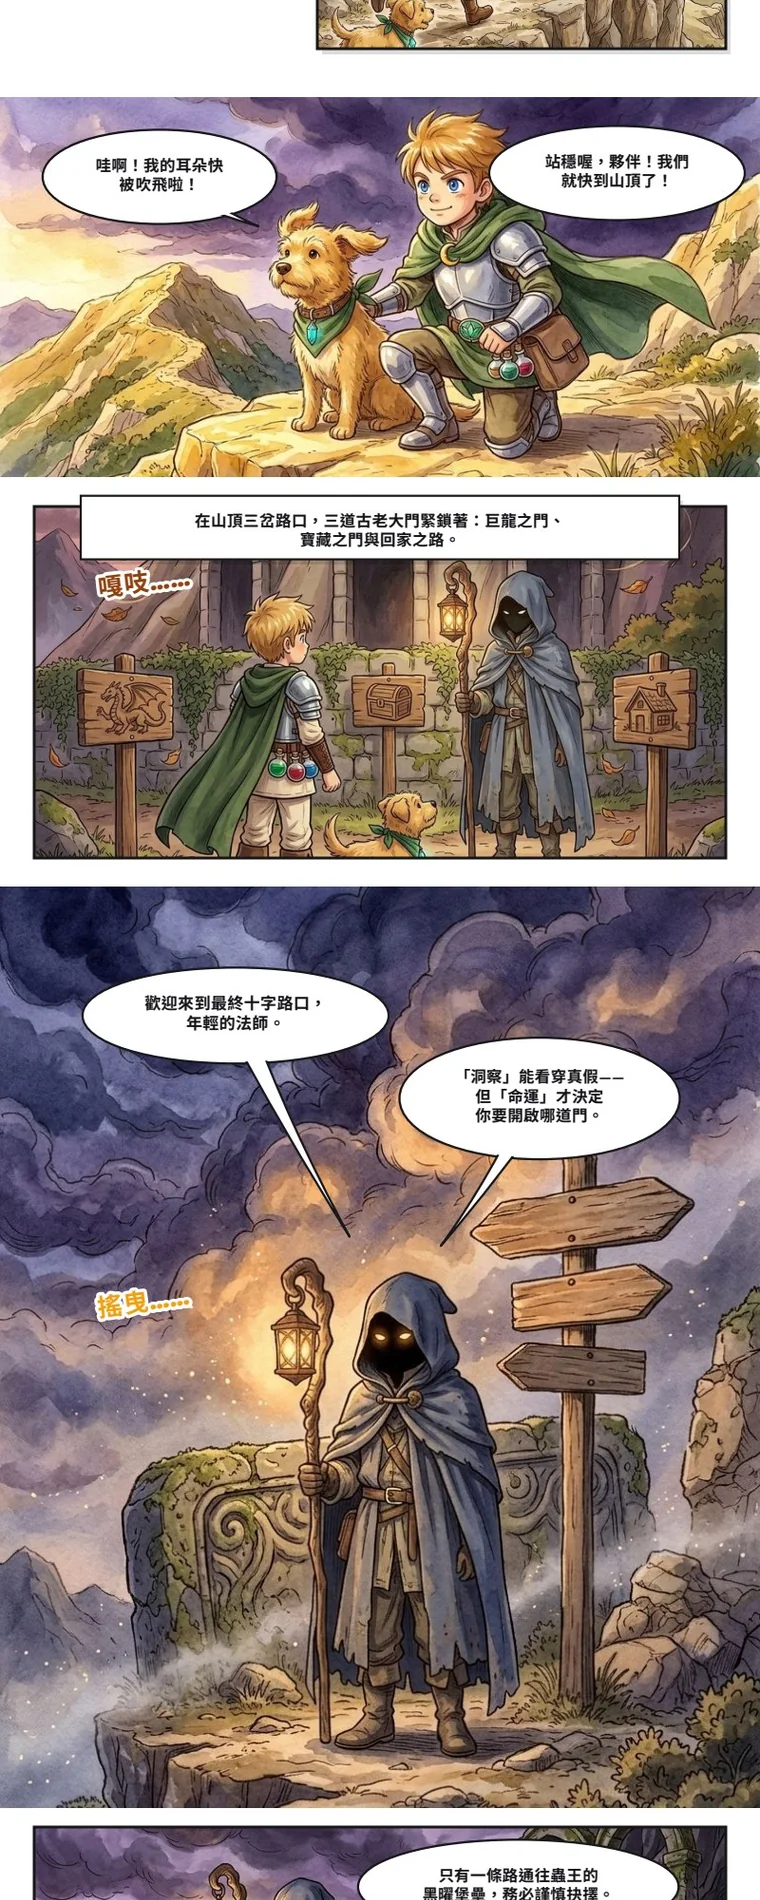 哇啊！我的耳朵快
被吹飛啦！
站穩喔，夥伴！我們
就快到山頂了！
在山頂三岔路口，三道古老大門緊鎖著：巨龍之門、
寶藏之門與回家之路。
嘎吱……
歡迎來到最終十字路口，
年輕的法師。
「洞察」能看穿真假——
但「命運」才決定
你要開啟哪道門。
搖曳……
只有一條路通往蟲王的
黑曜堡壘，務必謹慎抉擇。